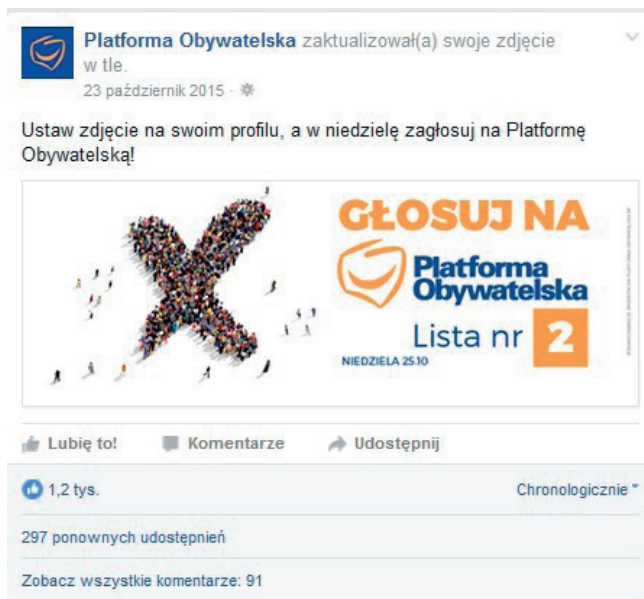 Platforma Obywatelska zaktualizował(a) swoje zdjęcie
w tle.
23 październik 2015 ·
Ustaw zdjęcie na swoim profilu, a w niedzielę zagłosuj na Platformę
Obywatelską!
GŁOSUJ NA
Platforma
Obywatelska
Lista nr 2
NIEDZIELA 25.10
Lubię to!
Komentarze
Udostępnij
1,2 tys.
Chronologicznie
297 ponownych udostępnień
Zobacz wszystkie komentarze: 91